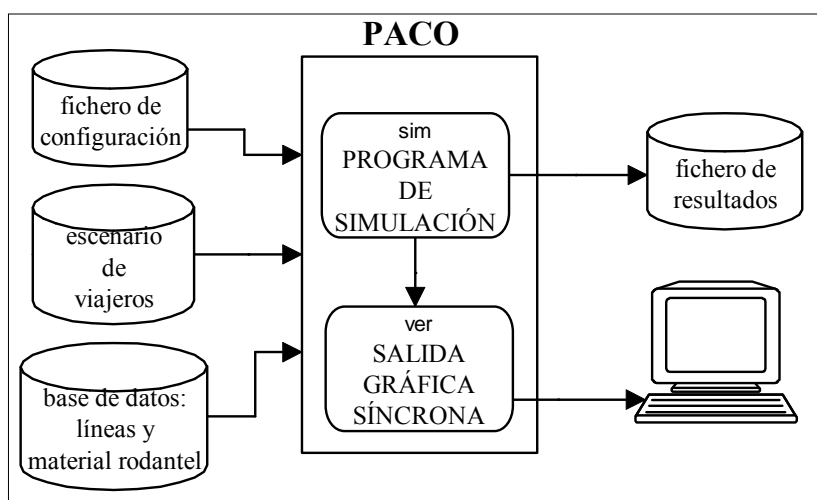 PACO
fichero de
configuración
escenario
de
viajeros
base de datos:
líneas y
material rodantel
sim
PROGRAMA
DE
SIMULACIÓN
ver
SALIDA
GRÁFICA
SÍNCRONA
fichero de
resultados